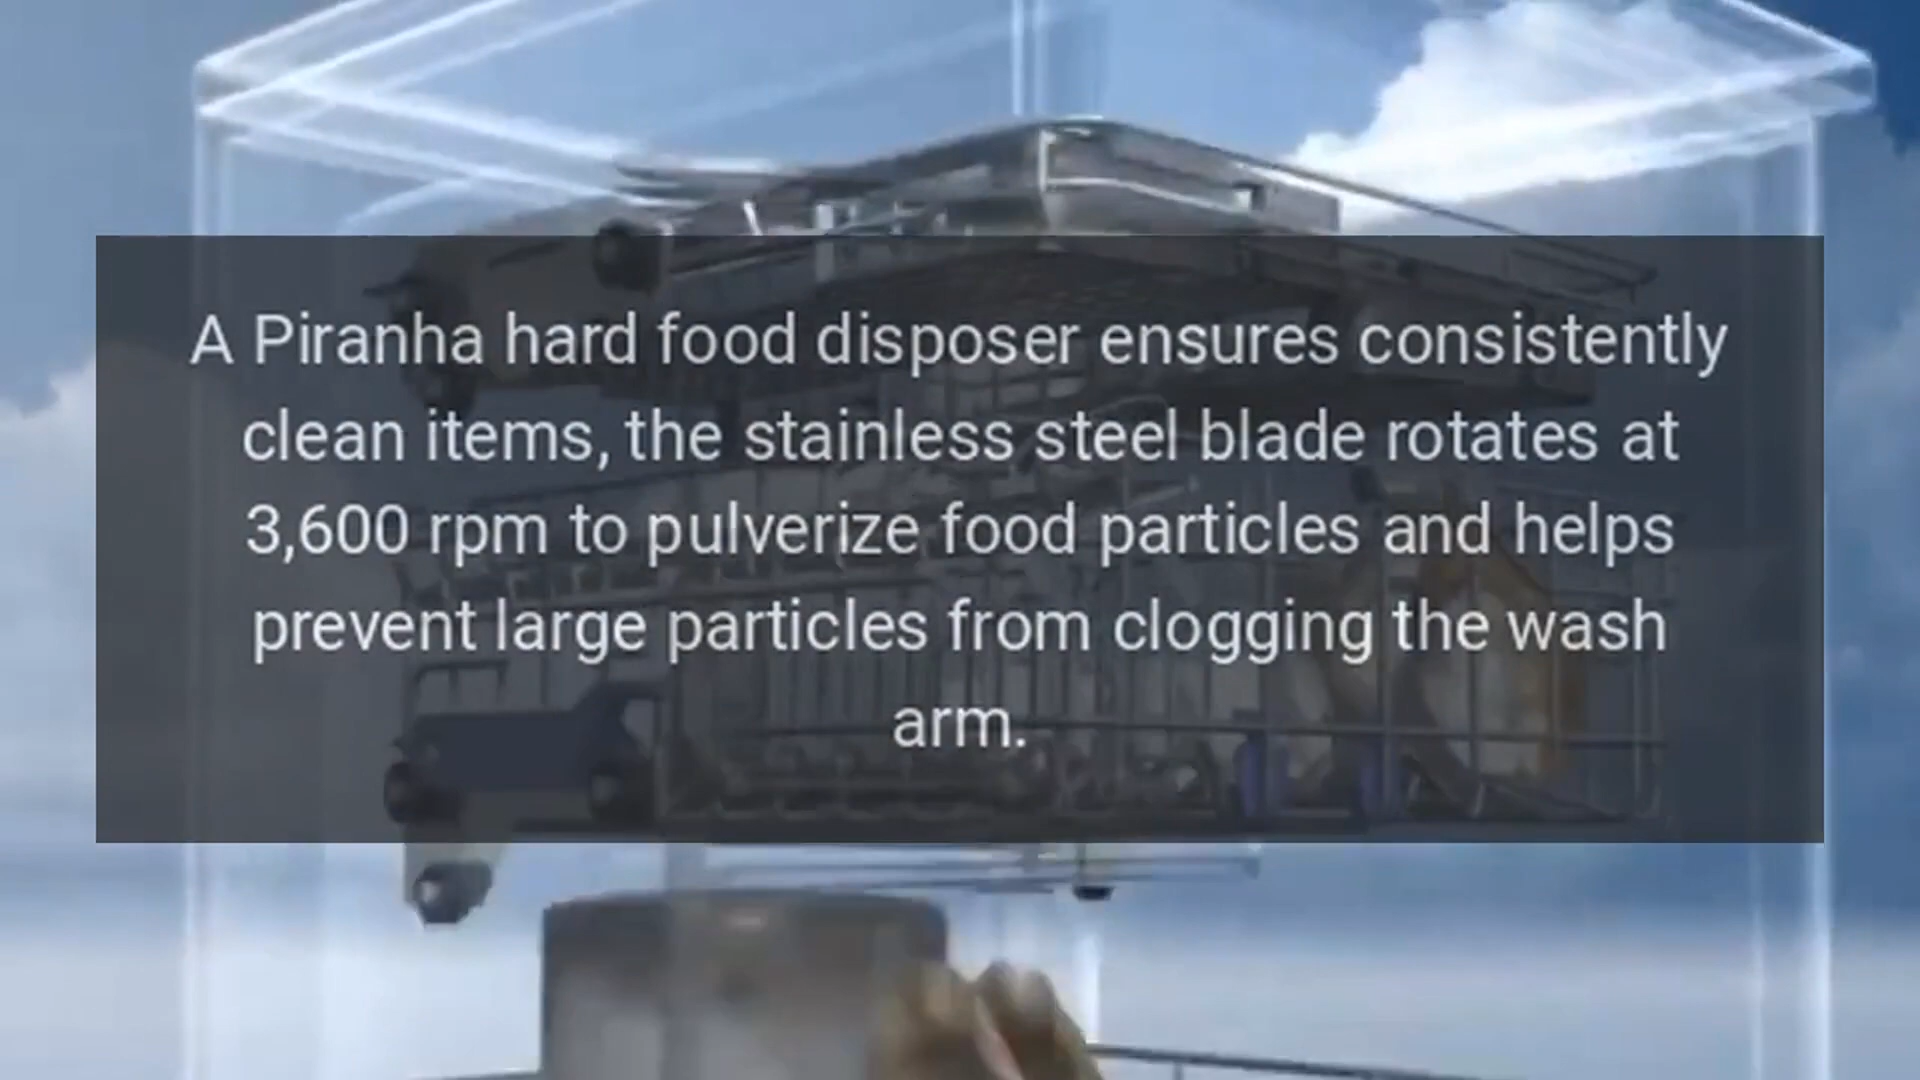 A Piranha hard food disposer ensures consistently
clean items, the stainless steel blade rotates at
3,600 rpm to pulverize food particles and helps
prevent large particles from clogging the wash
arm.